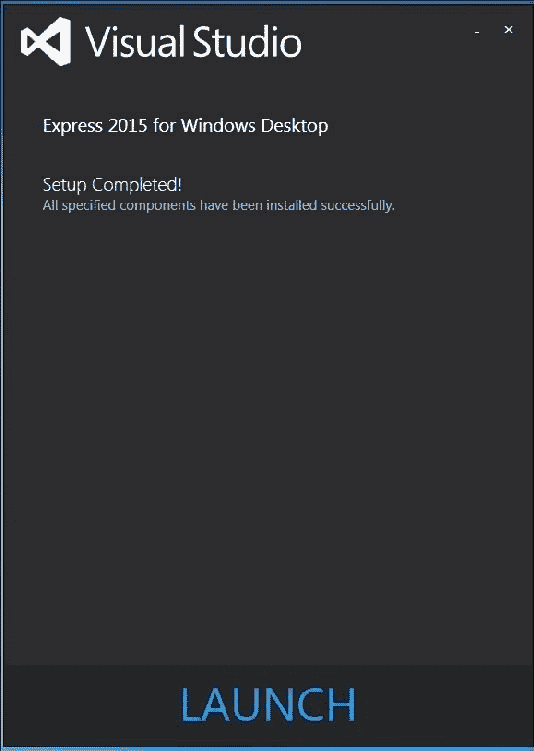 Visual Studio
Express 2015 for Windows Desktop
Setup Completed!
All specified components have been installed successfully.
LAUNCH